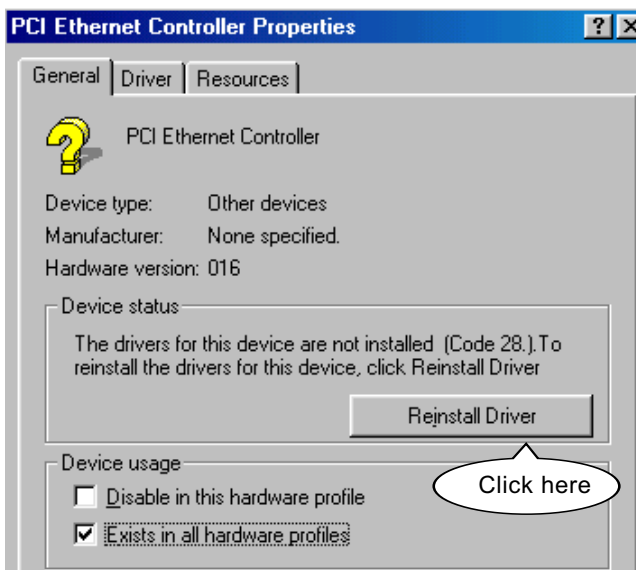 PCI Ethernet Controller Properties
General Driver Resources
PCI Ethernet Controller
Device type: Other devices
Manufacturer: None specified.
Hardware version: 016
Device status
The drivers for this device are not installed (Code 28.).To
reinstall the drivers for this device, click Reinstall Driver
Reinstall Driver
Click here
Device usage
Disable in this hardware profile
Exists in all hardware profiles